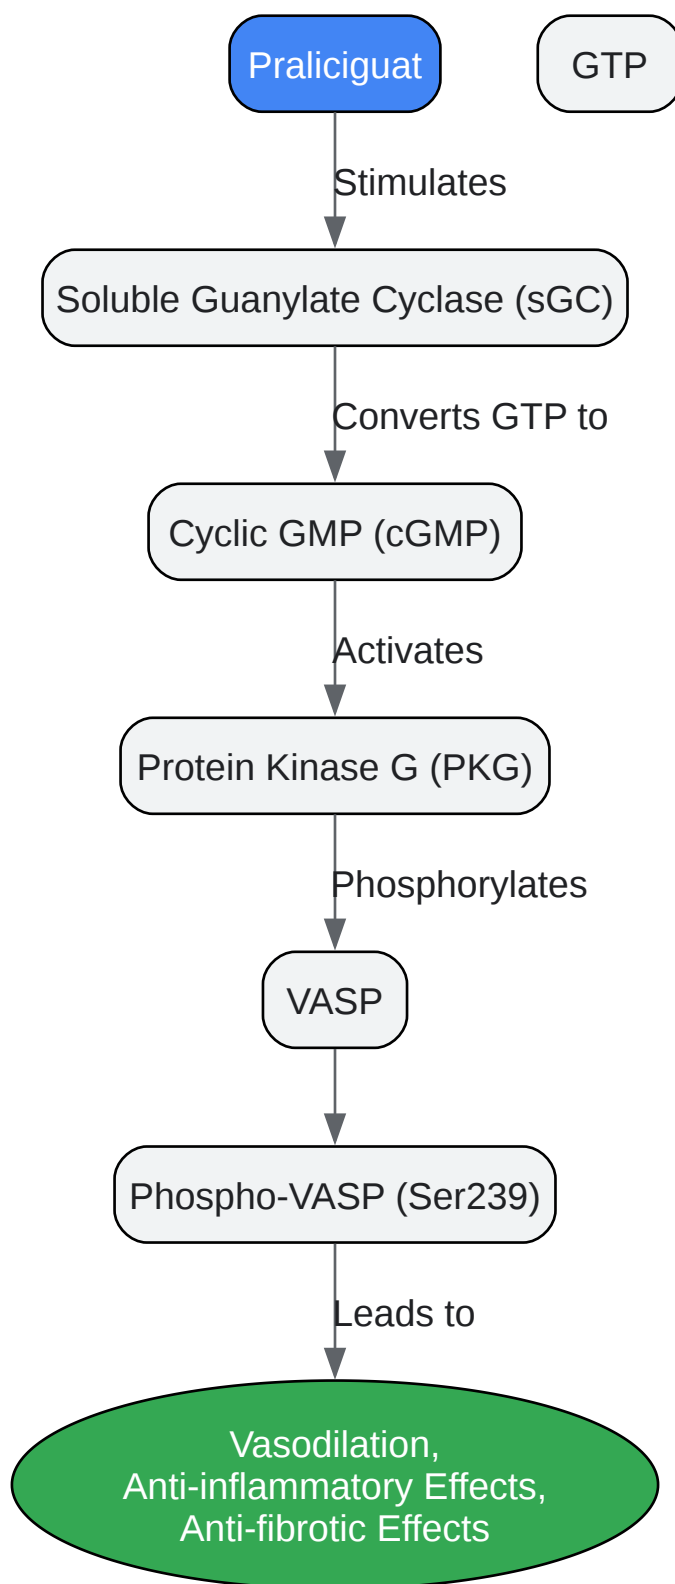 Praliciguat
GTP
Stimulates
Soluble Guanylate Cyclase (sGC)
Converts GTP to
Cyclic GMP (cGMP)
Activates
Protein Kinase G (PKG)
Phosphorylates
VASP
Phospho-VASP (Ser239)
Leads to
Vasodilation,
Anti-inflammatory Effects,
Anti-fibrotic Effects